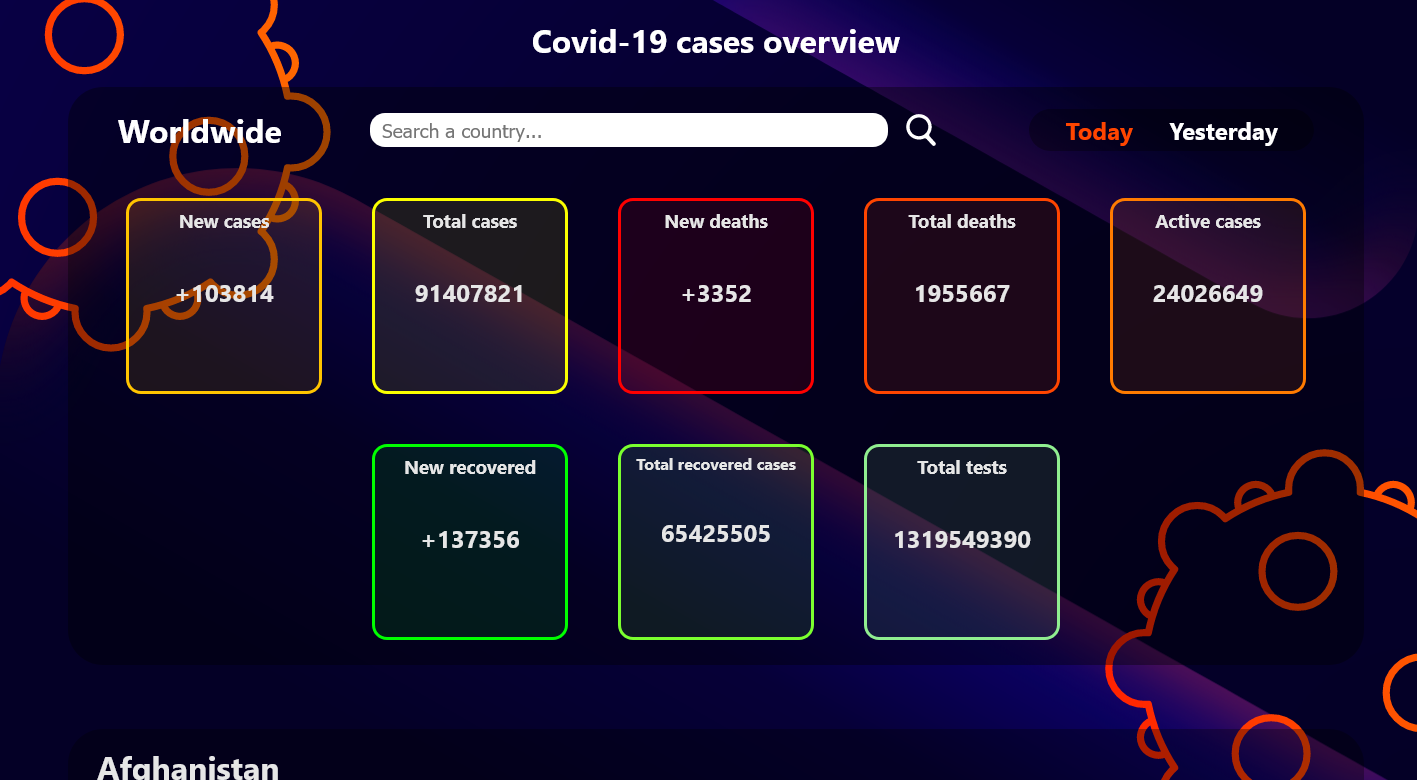 Covid-19 cases overview
Worldwide
Search a country...
Today Yesterday
New cases
+103814
Total cases
91407821
New deaths
+3352
Total deaths
1955667
Active cases
24026649
New recovered
+137356
Total recovered cases
65425505
Total tests
1319549390
Afghanistan